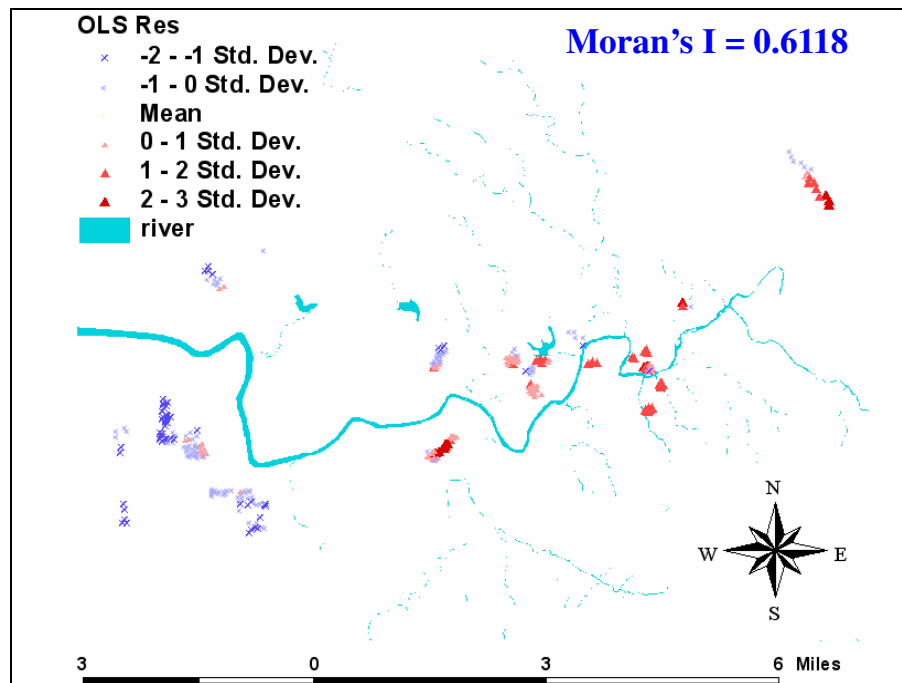 OLS Res
Moran's I = 0.6118
-2 - -1 Std. Dev.
-1 - 0 Std. Dev.
Mean
0 - 1 Std. Dev.
1 - 2 Std. Dev.
2 - 3 Std. Dev.
river
N
W E
S
3 0 3 6 Miles